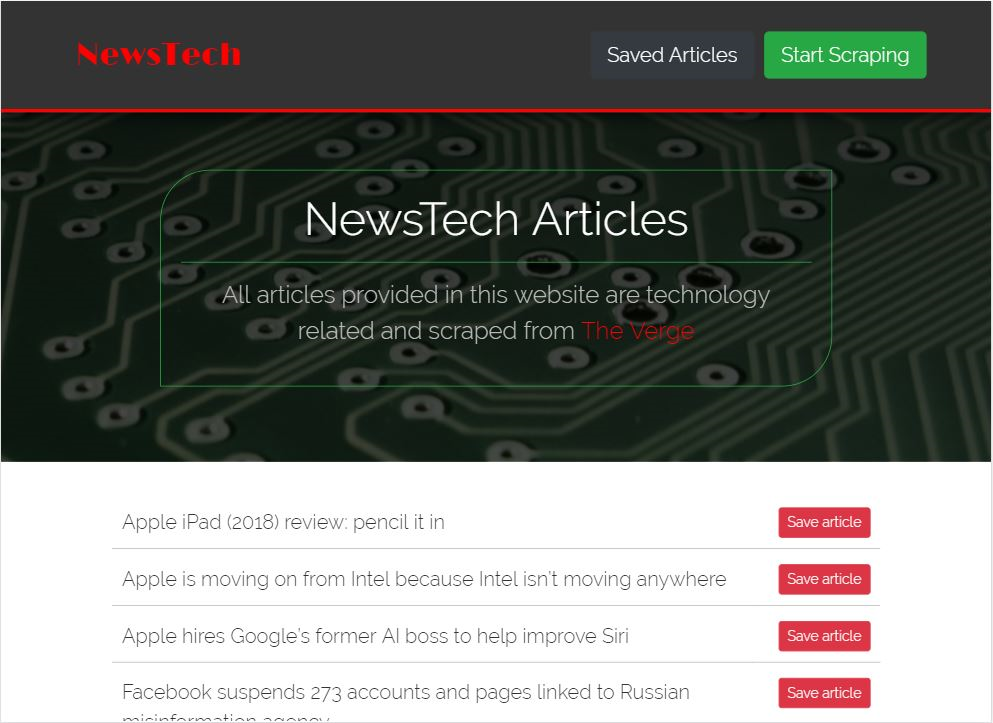 NewsTech
Saved Articles
Start Scraping
NewsTech Articles
All articles provided in this website are technology
related and scraped from The Verge
Apple iPad (2018) review: pencil it in
Save article
Apple is moving on from Intel because Intel isn't moving anywhere
Save article
Apple hires Google's former AI boss to help improve Siri
Save article
Facebook suspends 273 accounts and pages linked to Russian
Save article
misinformation agency